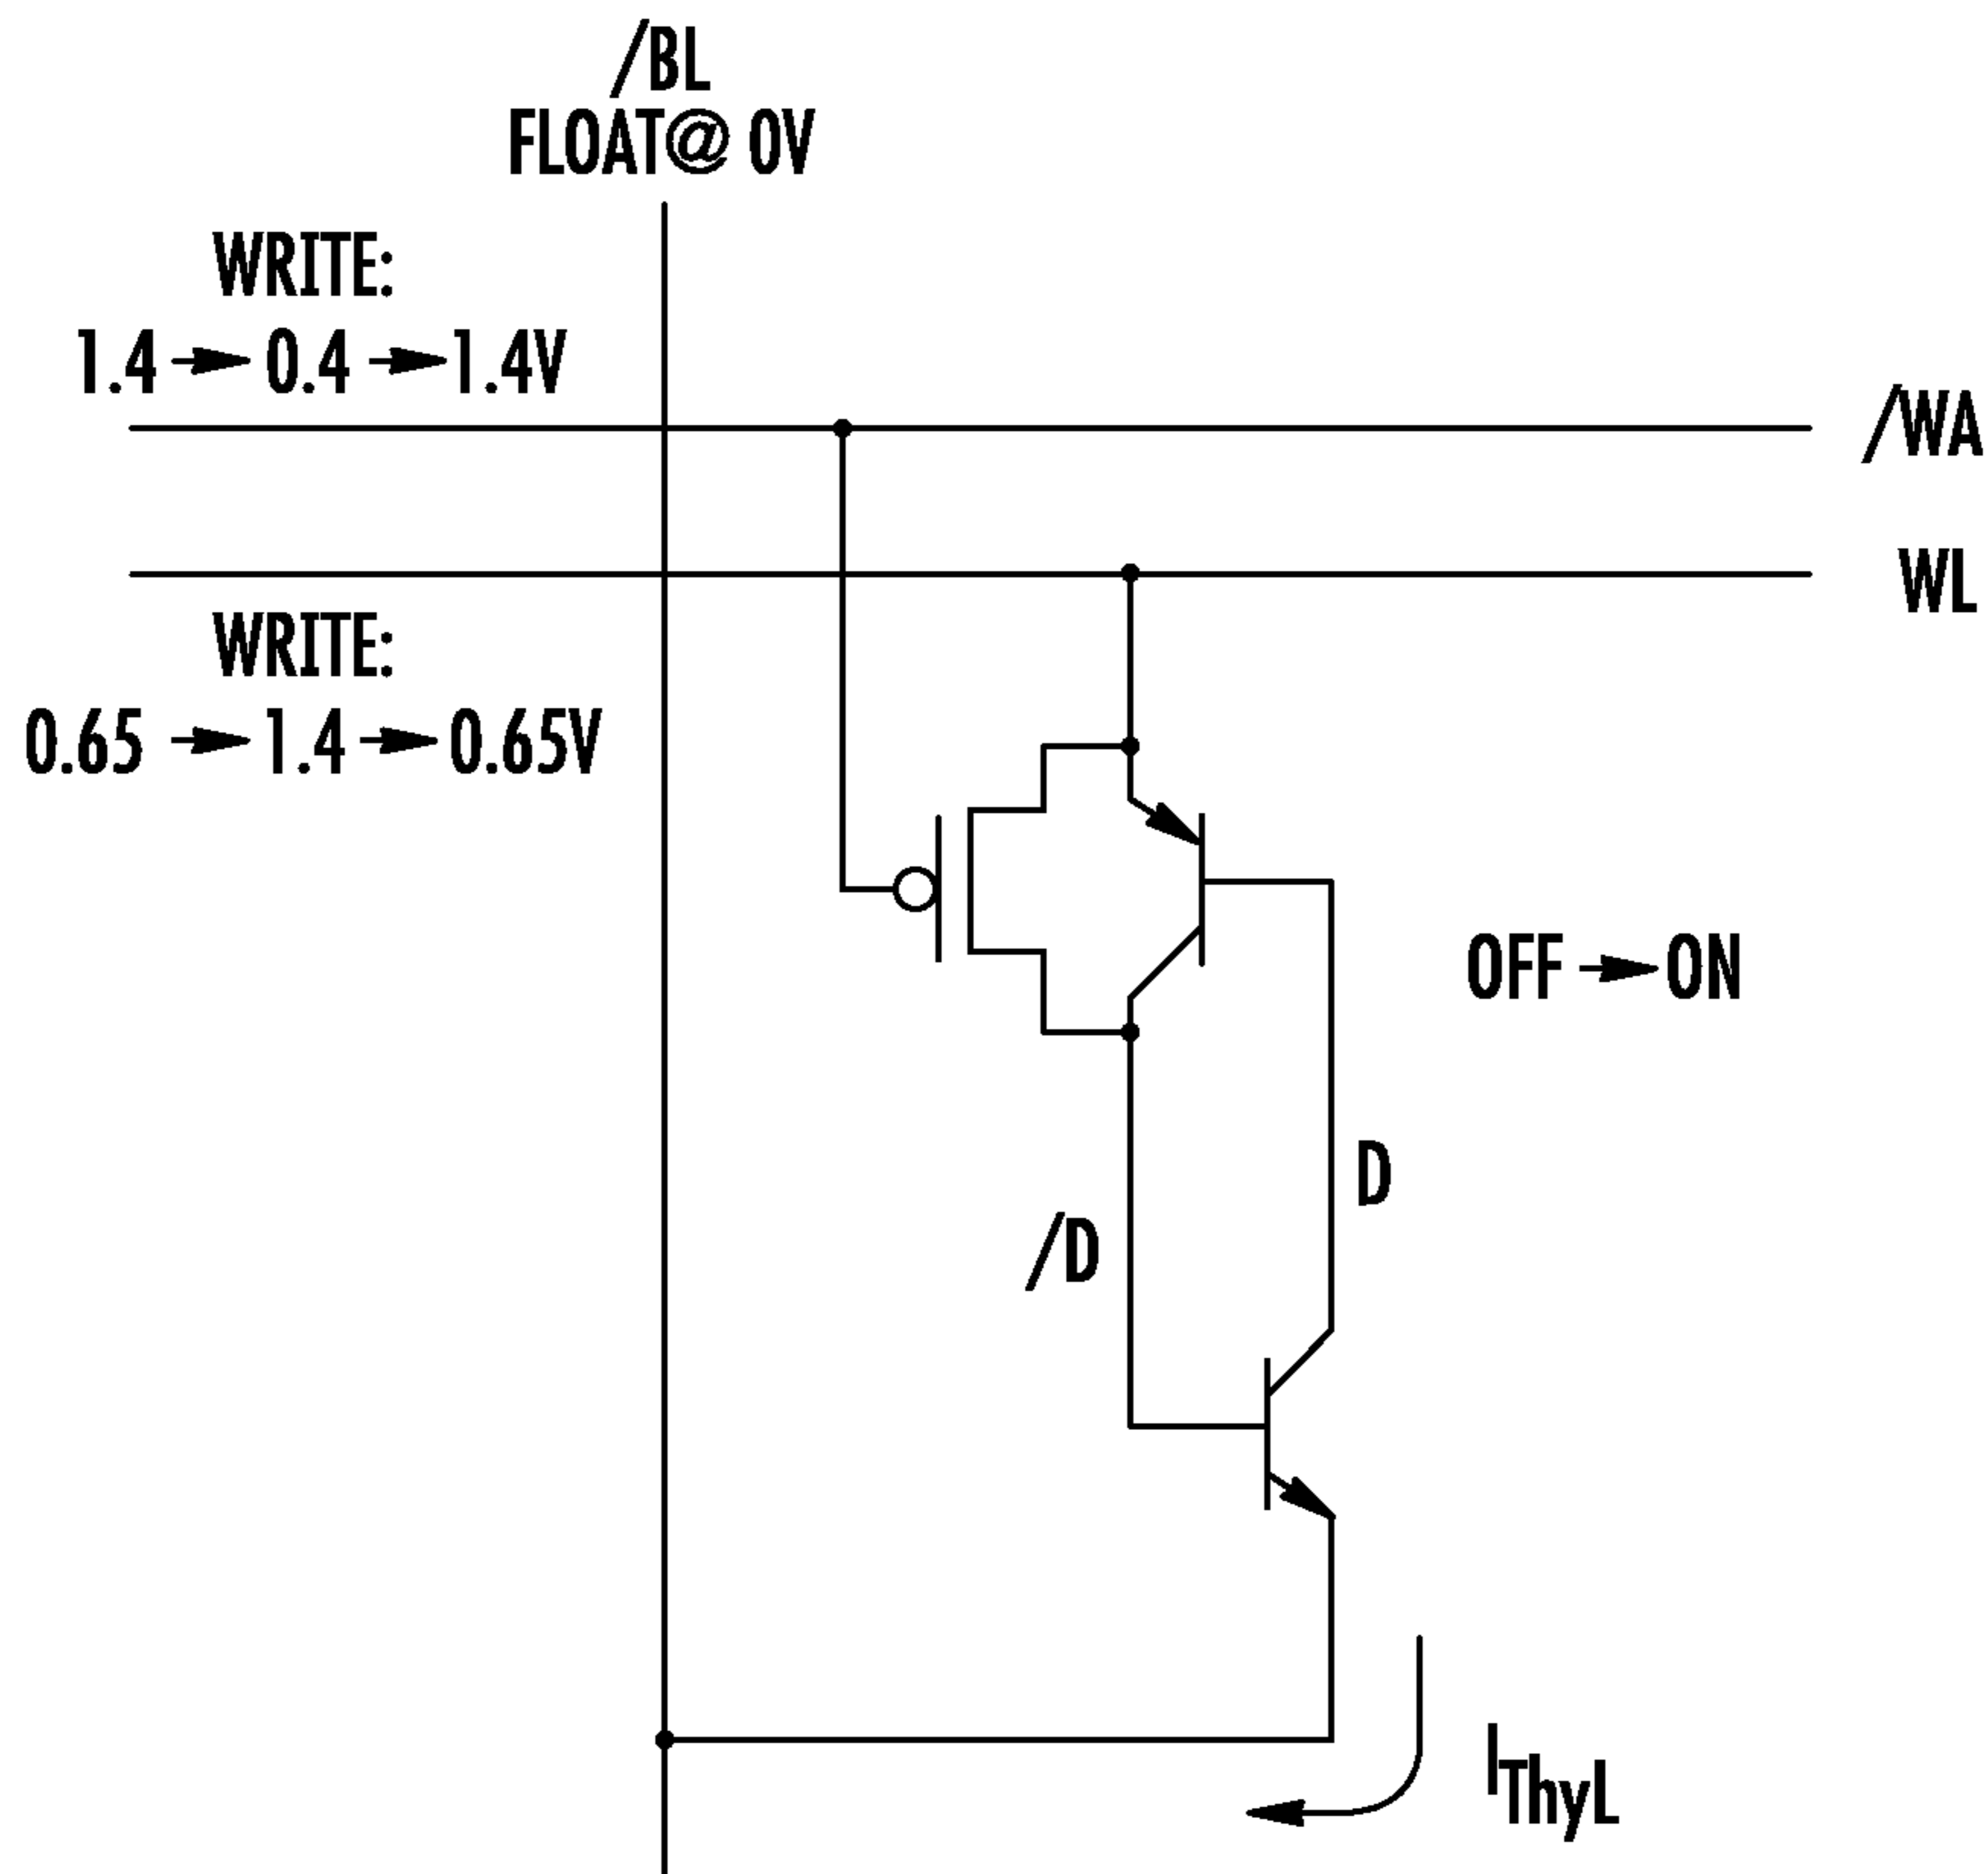 /BL
FLOAT@ 0V
WRITE:
1.4 → 0.4 → 1.4V
/WA
WL
WRITE:
0.65 → 1.4 → 0.65V
OFF → ON
D
/D
IThyL